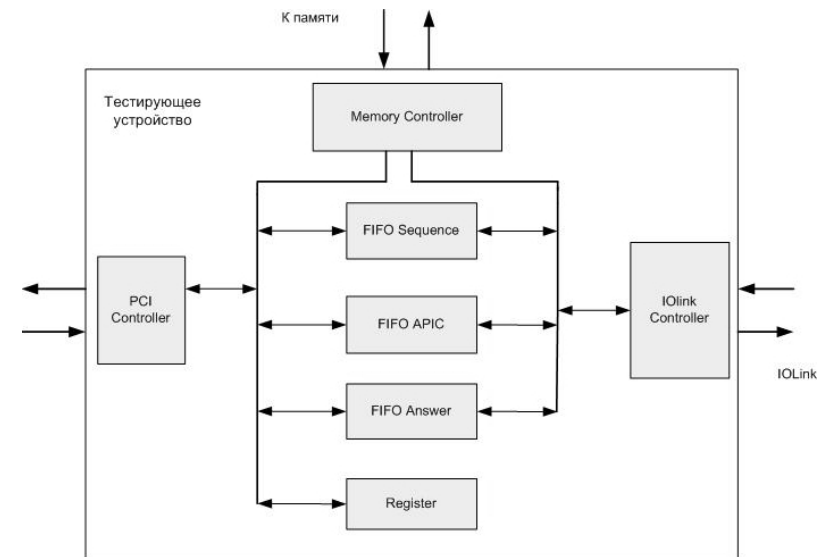 К памяти
Тестирующее
устройство
Memory Controller
FIFO Sequence
PCI
Controller
FIFO APIC
IOlink
Controller
IOLink
FIFO Answer
Register